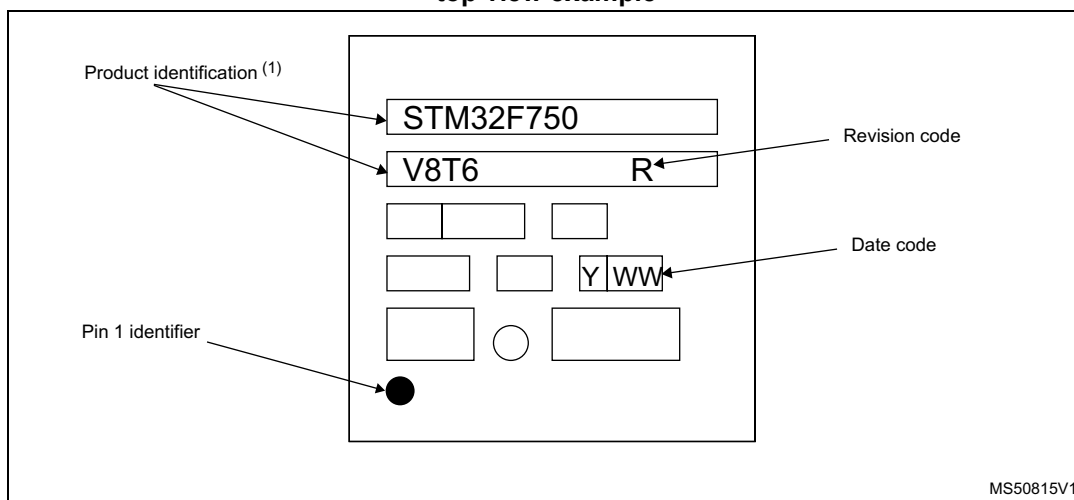 top view example
Product identification (1)
STM32F750
Revision code
V8T6 R
Date code
Y WW
Pin 1 identifier
MS50815V1